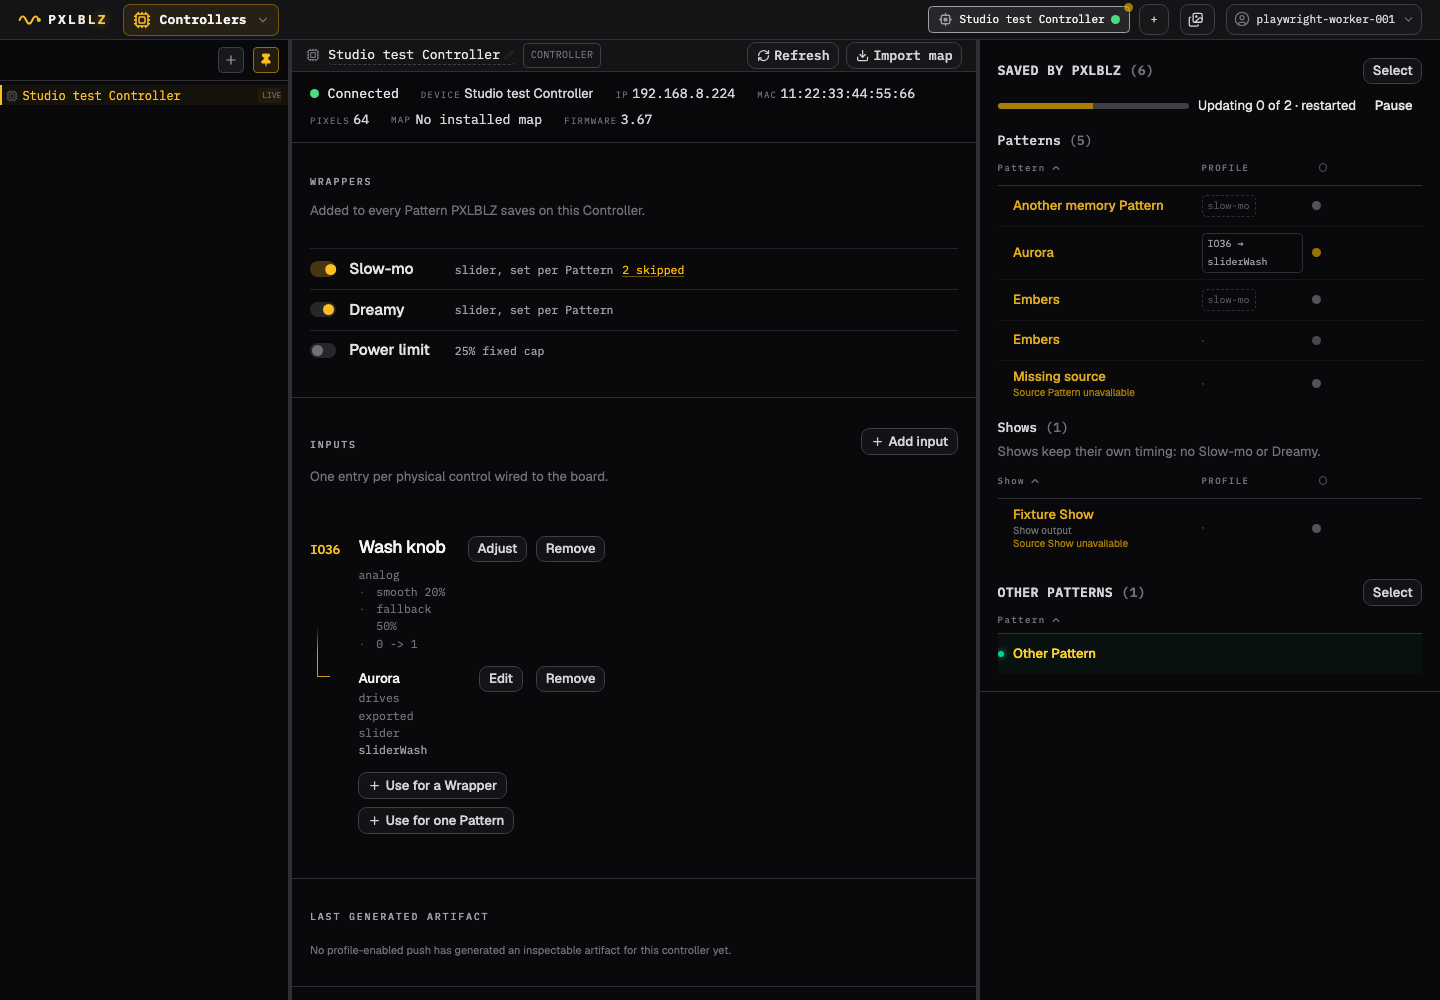 PXLBLZ
Controllers
Studio test Controller
+
playwright-worker-001
+
Studio test Controller
LIVE
Studio test Controller
CONTROLLER
Refresh
Import map
Connected
DEVICE Studio test Controller
IP 192.168.8.224
MAC 11:22:33:44:55:66
PIXELS 64
MAP No installed map
FIRMWARE 3.67
WRAPPERS
Added to every Pattern PXLBLZ saves on this Controller.
Slow-mo
slider, set per Pattern 2 skipped
Dreamy
slider, set per Pattern
Power limit
25% fixed cap
INPUTS
+ Add input
One entry per physical control wired to the board.
IO36
Wash knob
Adjust
Remove
analog
· smooth 20%
· fallback
50%
· 0 -> 1
Aurora
Edit
Remove
drives
exported
slider
sliderWash
+ Use for a Wrapper
+ Use for one Pattern
LAST GENERATED ARTIFACT
No profile-enabled push has generated an inspectable artifact for this controller yet.
SAVED BY PXLBLZ (6)
Select
Updating 0 of 2 · restarted
Pause
Patterns (5)
Pattern
PROFILE
Another memory Pattern
slow-mo
Aurora
IO36 →
sliderWash
Embers
slow-mo
Embers
·
Missing source
Source Pattern unavailable
·
Shows (1)
Shows keep their own timing: no Slow-mo or Dreamy.
Show
PROFILE
Fixture Show
Show output
Source Show unavailable
·
OTHER PATTERNS (1)
Select
Pattern
Other Pattern